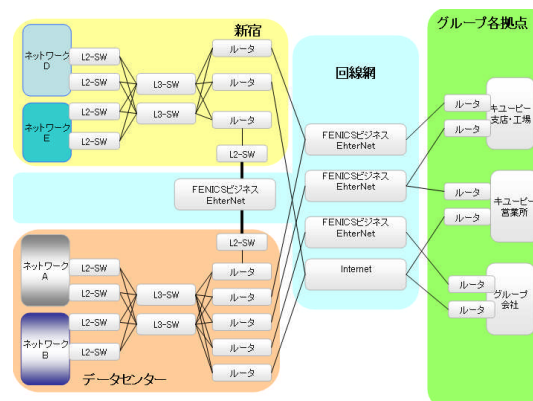 新宿
グループ各拠点
回線網
ネットワーク
D
L2-SW
L2-SW
ネットワーク
E
L2-SW
L2-SW
L3-SW
L3-SW
ルータ
ルータ
ルータ
L2-SW
FENICSビジネス
EhterNet
L2-SW
ネットワーク
A
L2-SW
L2-SW
ネットワーク
B
L2-SW
L2-SW
L3-SW
L3-SW
ルータ
ルータ
ルータ
ルータ
ルータ
データセンター
FENICSビジネス
EhterNet
FENICSビジネス
EhterNet
FENICSビジネス
EhterNet
Internet
ルータ
ルータ
キユーピー
支店・工場
ルータ
ルータ
キユーピー
営業所
ルータ
ルータ
グループ
会社